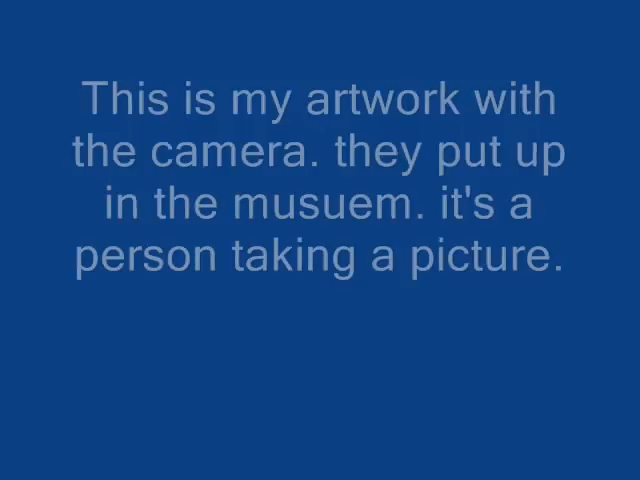 This is my artwork with
the camera. they put up
in the musuem. it's a
person taking a picture.